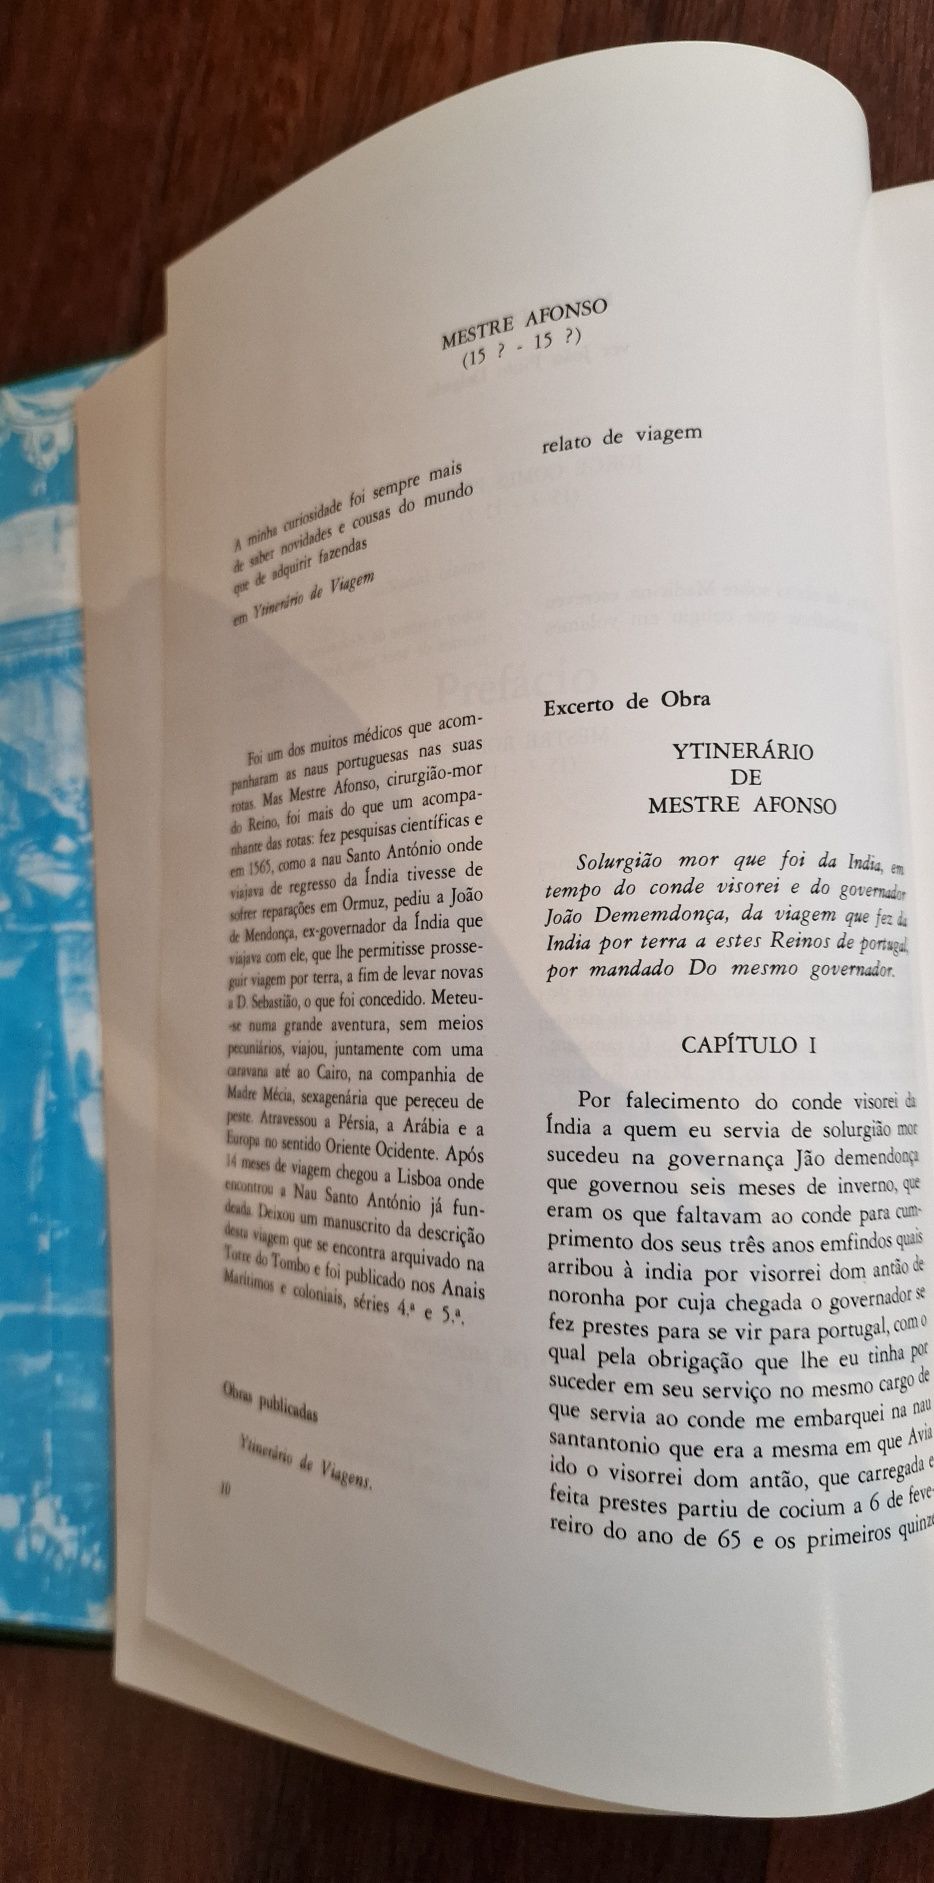 MESTRE AFONSO
(15 ? - 15 ?)
relato de viagem
A minha curiosidade foi sempre mais
de saber novidades e cousas do mundo
que de adquirir fazendas
em Ytinerário de Viagem
Foi um dos muitos médicos que acom-
panharam as naus portuguesas nas suas
rotas. Mas Mestre Afonso, cirurgião-mor
do Reino, foi mais do que um acompa-
nhante das rotas: fez pesquisas científicas e
em 1565, como a nau Santo António onde
viajava de regresso da Índia tivesse de
sofrer reparações em Ormuz, pediu a João
de Mendonça, ex-governador da Índia que
viajava com ele, que lhe permitisse prosse-
guir viagem por terra, a fim de levar novas
a D. Sebastião, o que foi concedido. Meteu-
-se numa grande aventura, sem meios
pecuniários, viajou, juntamente com uma
caravana até ao Cairo, na companhia de
Madre Mécia, sexagenária que pereceu de
peste. Atravessou a Pérsia, a Arábia e a
Europa no sentido Oriente Ocidente. Após
14 meses de viagem chegou a Lisboa onde
encontrou a Nau Santo António já fun-
deada. Deixou um manuscrito da descrição
desta viagem que se encontra arquivado na
Torre do Tombo e foi publicado nos Anais
Marítimos e coloniais, séries 4.ª e 5.ª.
Obras publicadas
Ytinerário de Viagens.
10
Excerto de Obra
YTINERÁRIO
DE
MESTRE AFONSO
Solurgião mor que foi da India, em
tempo do conde visorei e do governador
João Dememdonça, da viagem que fez da
India por terra a estes Reinos de portugal,
por mandado Do mesmo governador.
CAPÍTULO I
Por falecimento do conde visorei da
Índia a quem eu servia de solurgião mor
sucedeu na governança Jão demendonça
que governou seis meses de inverno, que
eram os que faltavam ao conde para cum-
primento dos seus três anos emfindos quais
arribou à india por visorrei dom antão de
noronha por cuja chegada o governador se
fez prestes para se vir para portugal, com o
qual pela obrigação que lhe eu tinha por
suceder em seu serviço no mesmo cargo de
que servia ao conde me embarquei na nau
santantonio que era a mesma em que Avia
ido o visorrei dom antão, que carregada e
feita prestes partiu de cocium a 6 de feve-
reiro do ano de 65 e os primeiros quinze